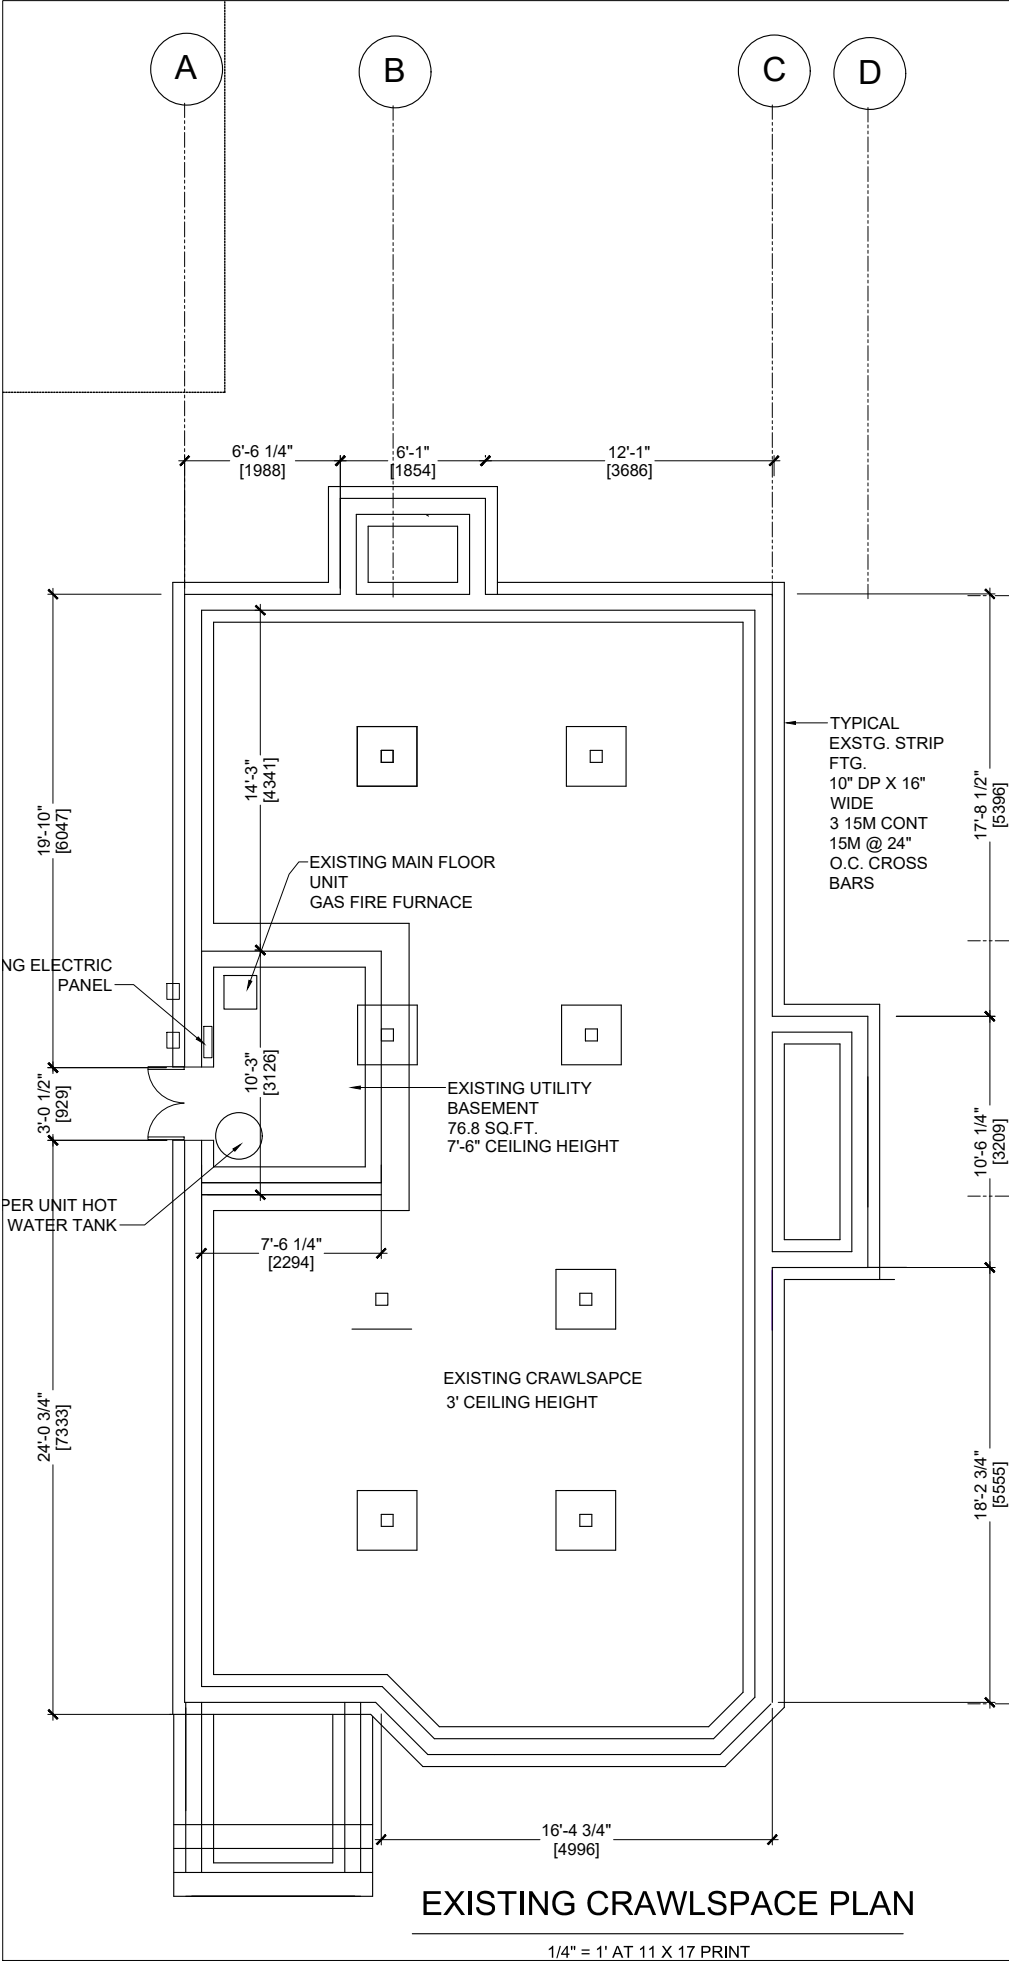 A
B
C
D
6'-6 1/4"
[1988]
6'-1"
[1854]
12'-1"
[3686]
14'-3"
[4341]
19'-10"
[6047]
TYPICAL
EXSTG. STRIP
FTG.
10" DP X 16"
WIDE
3 15M CONT
15M @ 24"
O.C. CROSS
BARS
17'-8 1/2"
[5396]
EXISTING MAIN FLOOR
UNIT
GAS FIRE FURNACE
NG ELECTRIC
PANEL
10'-3"
[3126]
3'-0 1/2"
[929]
EXISTING UTILITY
BASEMENT
76.8 SQ.FT.
7'-6" CEILING HEIGHT
10'-6 1/4"
[3209]
PER UNIT HOT
WATER TANK
7'-6 1/4"
[2294]
EXISTING CRAWLSAPCE
3' CEILING HEIGHT
24'-0 3/4"
[7333]
18'-2 3/4"
[5555]
16'-4 3/4"
[4996]
EXISTING CRAWLSPACE PLAN
1/4" = 1' AT 11 X 17 PRINT